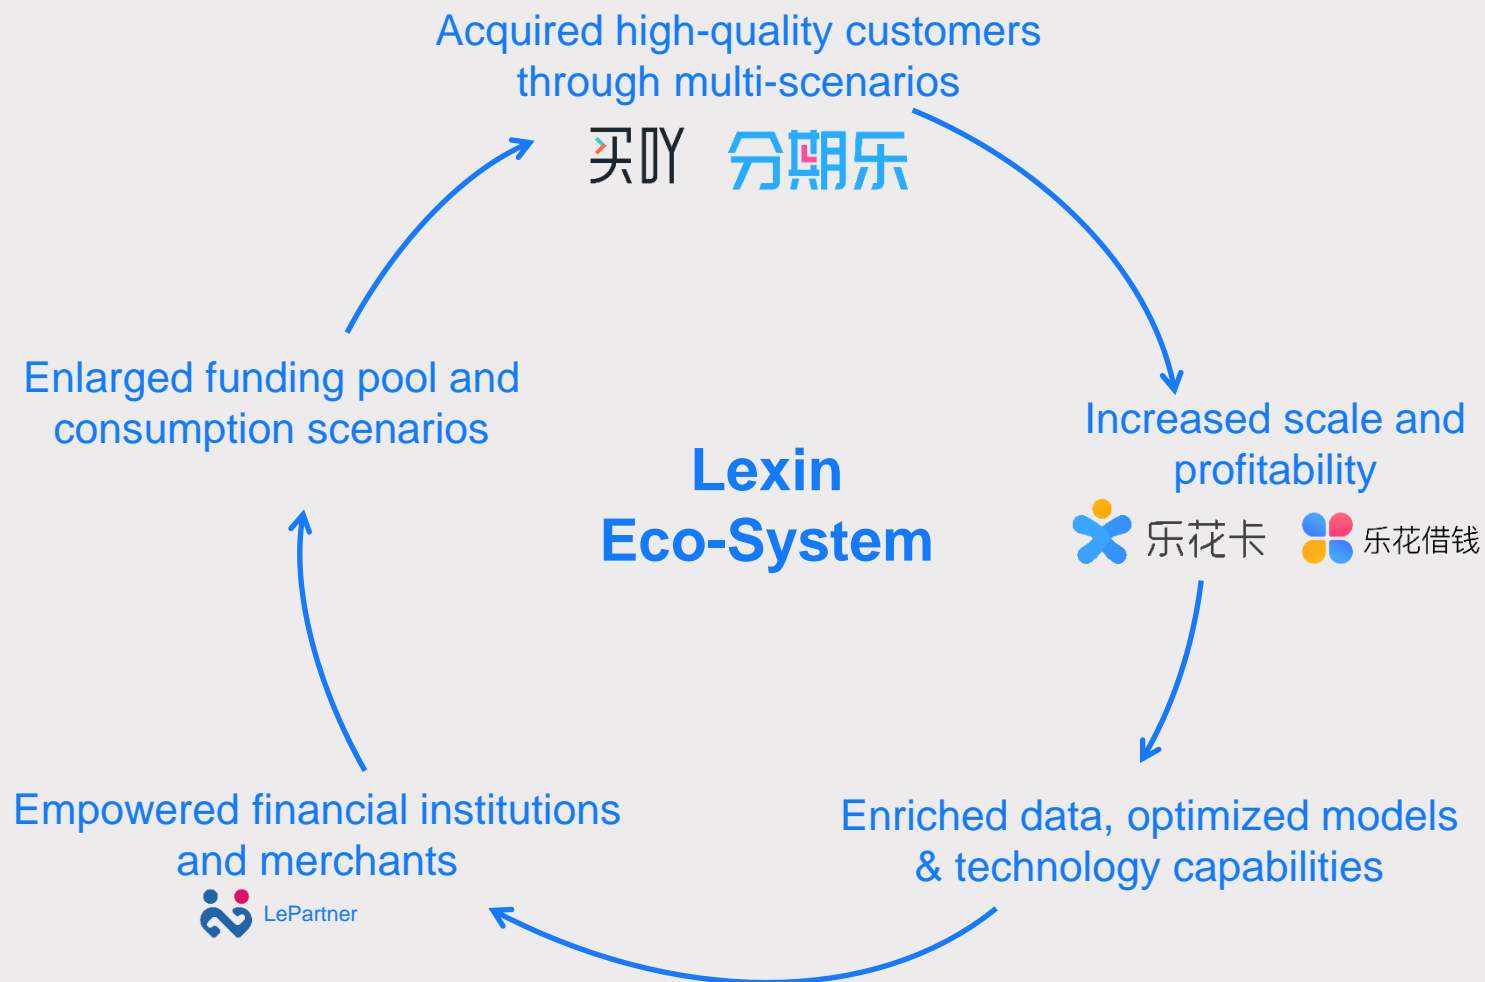 Acquired high-quality customers
through multi-scenarios
买吖 分期乐
Increased scale and
profitability
乐花卡 乐花借钱
Enriched data, optimized models
& technology capabilities
Empowered financial institutions
and merchants
LePartner
Enlarged funding pool and
consumption scenarios
Lexin
Eco-System